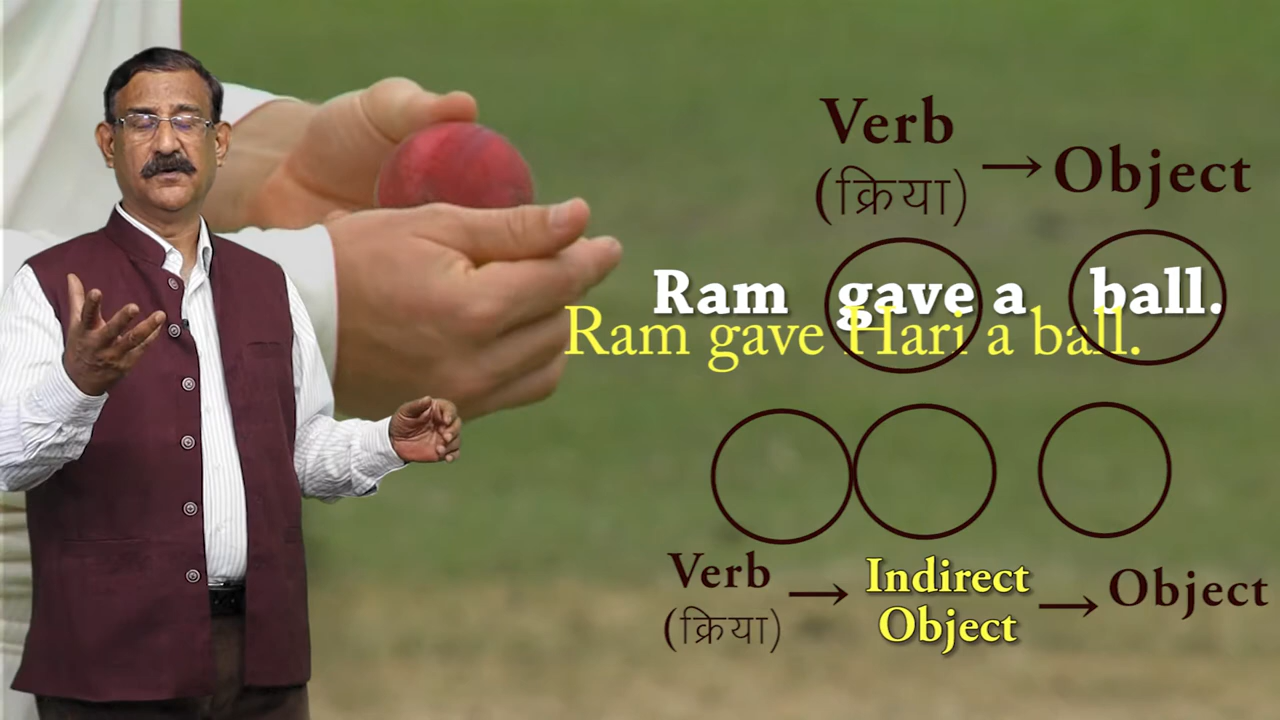 Verb
(क्रिया) → Object
Ram gave a ball.
Ram gave Hari a ball.
Verb
(क्रिया) → Indirect
Object → Object